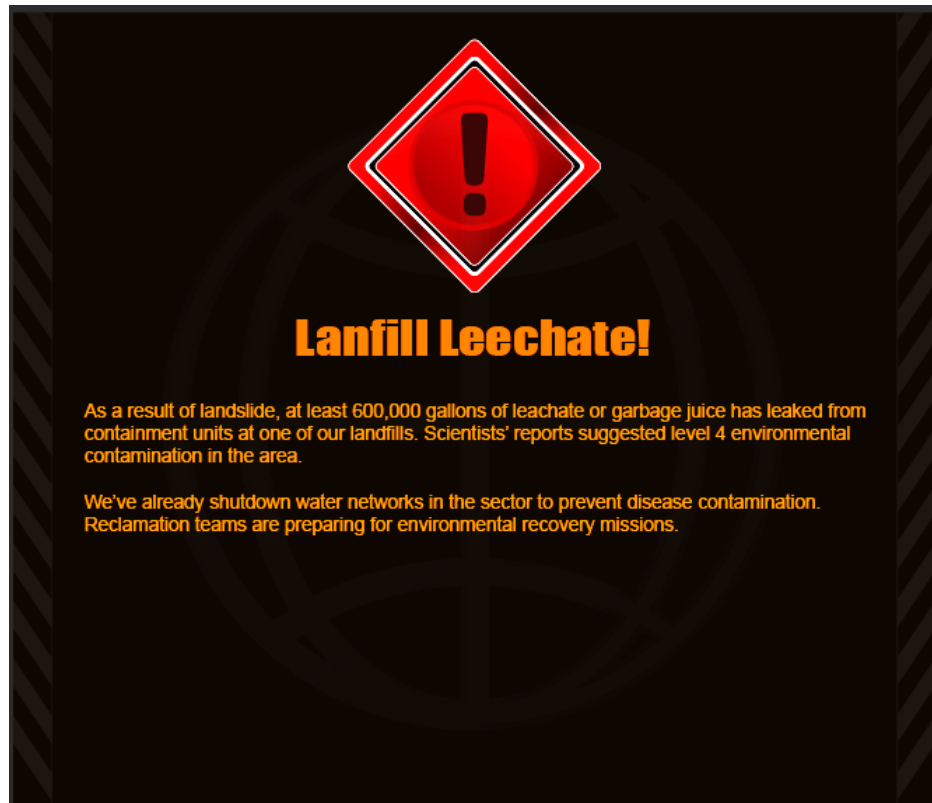 Lanfill Leechate!
As a result of landslide, at least 600,000 gallons of leachate or garbage juice has leaked from
containment units at one of our landfills. Scientists’ reports suggested level 4 environmental
contamination in the area.
We’ve already shutdown water networks in the sector to prevent disease contamination.
Reclamation teams are preparing for environmental recovery missions.